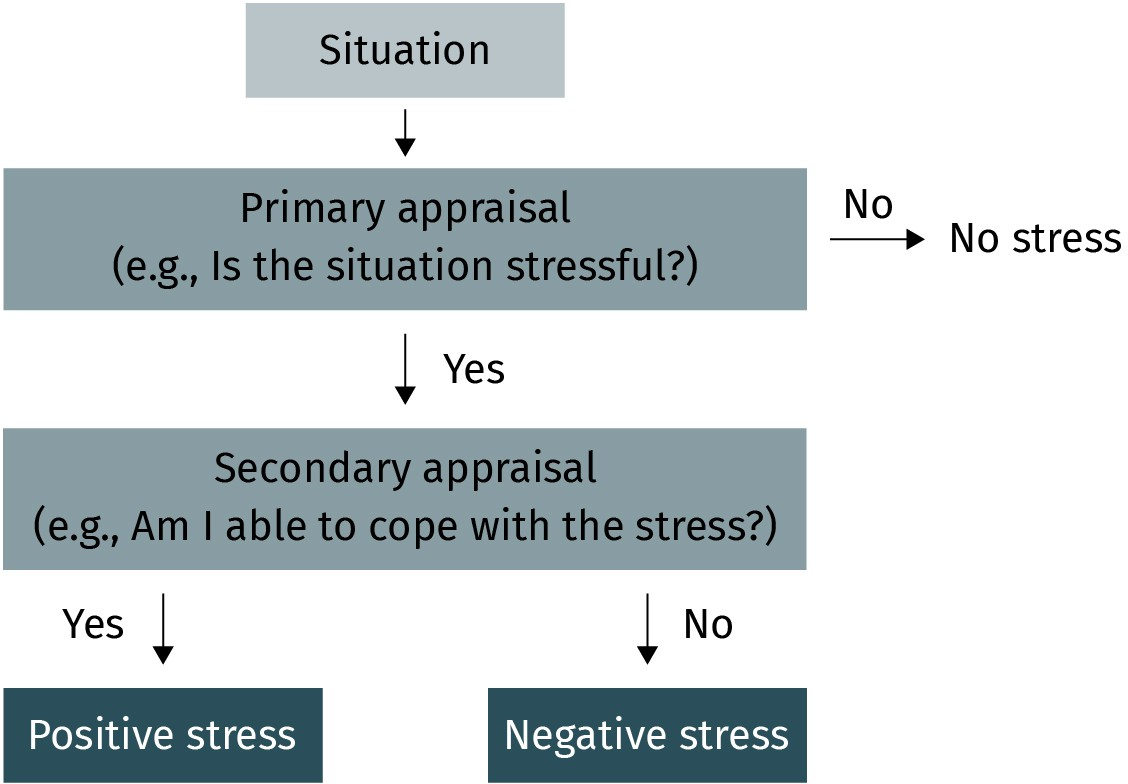 Situation
Primary appraisal
(e.g., Is the situation stressful?)
No
No stress
Yes
Secondary appraisal
(e.g., Am I able to cope with the stress?)
Yes
No
Positive stress
Negative stress